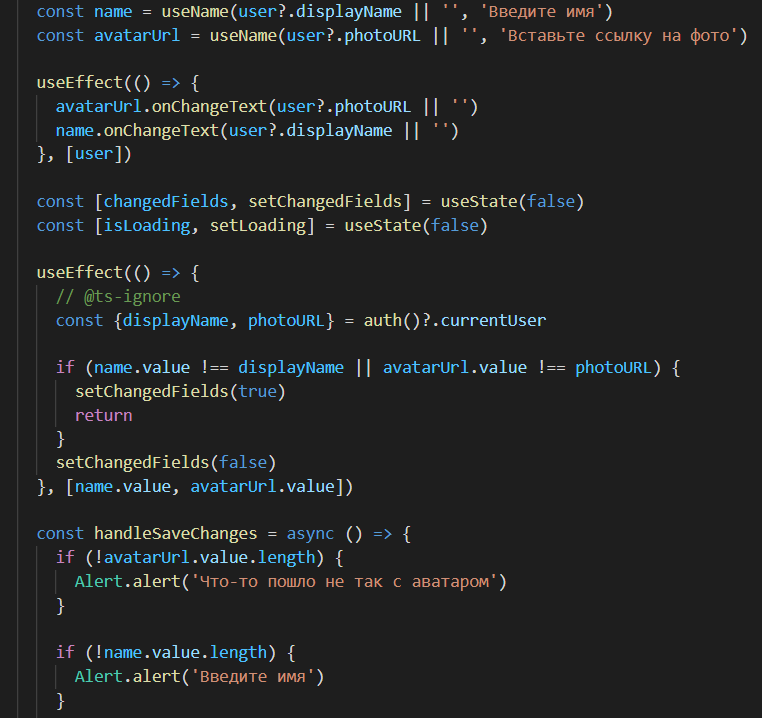 const name = useName(user?.displayName || '', 'Введите имя')
const avatarUrl = useName(user?.photoURL || '', 'Вставьте ссылку на фото')
useEffect(() => {
avatarUrl.onChangeText(user?.photoURL || '')
name.onChangeText(user?.displayName || '')
}, [user])
const [changedFields, setChangedFields] = useState(false)
const [isLoading, setLoading] = useState(false)
useEffect(() => {
// @ts-ignore
const {displayName, photoURL} = auth()?.currentUser
if (name.value !== displayName || avatarUrl.value !== photoURL) {
setChangedFields(true)
return
}
setChangedFields(false)
}, [name.value, avatarUrl.value])
const handleSaveChanges = async () => {
if (!avatarUrl.value.length) {
Alert.alert('Что-то пошло не так с аватаром')
}
if (!name.value.length) {
Alert.alert('Введите имя')
}